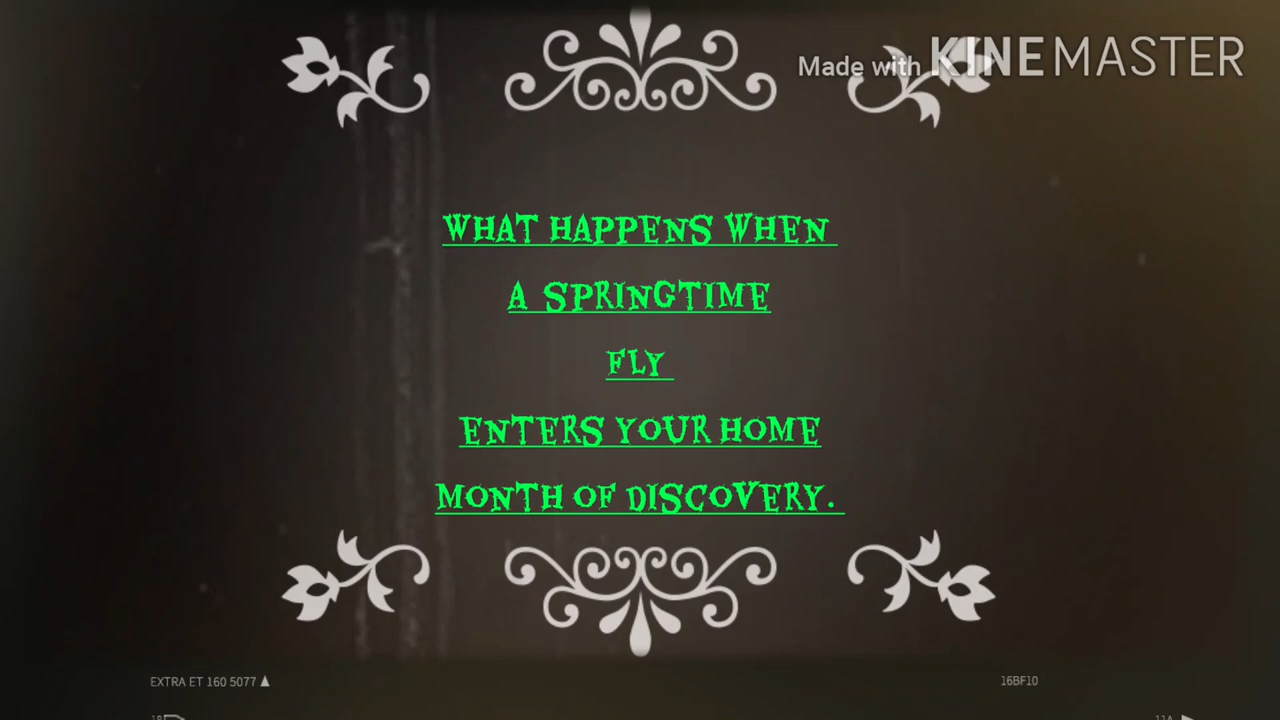 Made with KINEMASTER
WHAT HAPPENS WHEN
A SPRINGTIME
FLY
ENTERS YOUR HOME
MONTH OF DISCOVERY.
EXTRA ET 160 5077 ▲
16BF10
11A